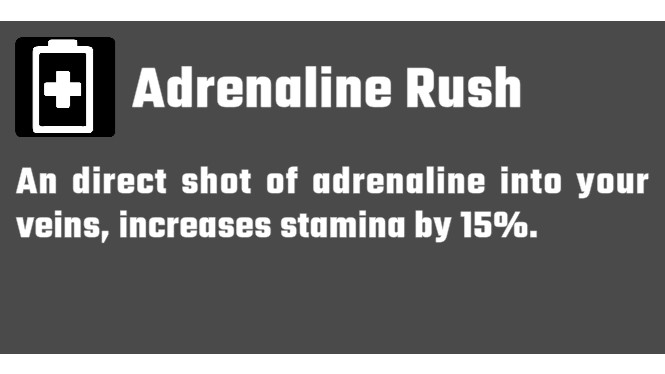 Adrenaline Rush
An direct shot of adrenaline into your
veins, increases stamina by 15%.